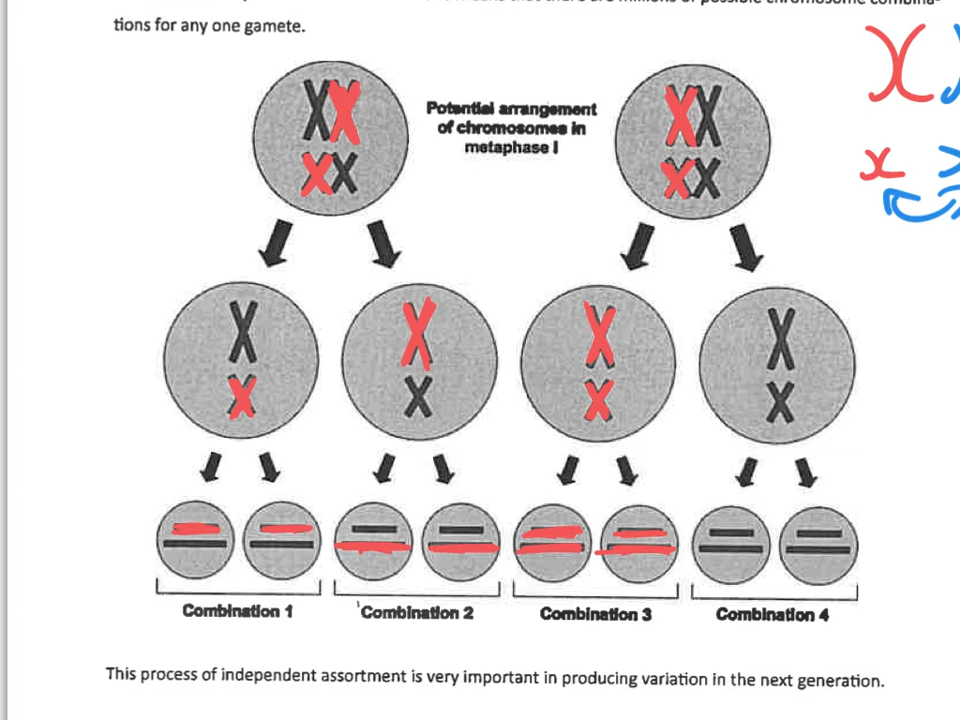 tions for any one gamete.
Potential arrangement
of chromosomes in
metaphase I
Combination 1
Combination 2
Combination 3
Combination 4
This process of independent assortment is very important in producing variation in the next generation.